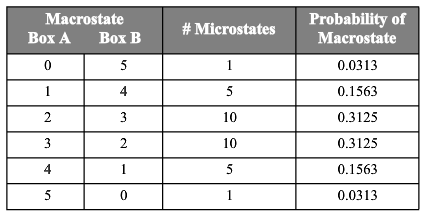 Macrostate
Box A Box B
# Microstates
Probability of
Macrostate
0 5 1 0.0313
1 4 5 0.1563
2 3 10 0.3125
3 2 10 0.3125
4 1 5 0.1563
5 0 1 0.0313